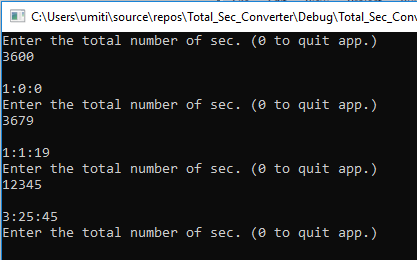 C:\Users\umiti\source\repos\Total_Sec_Converter\Debug\Total_Sec_Conv
Enter the total number of sec. (0 to quit app.)
3600
1:0:0
Enter the total number of sec. (0 to quit app.)
3679
1:1:19
Enter the total number of sec. (0 to quit app.)
12345
3:25:45
Enter the total number of sec. (0 to quit app.)